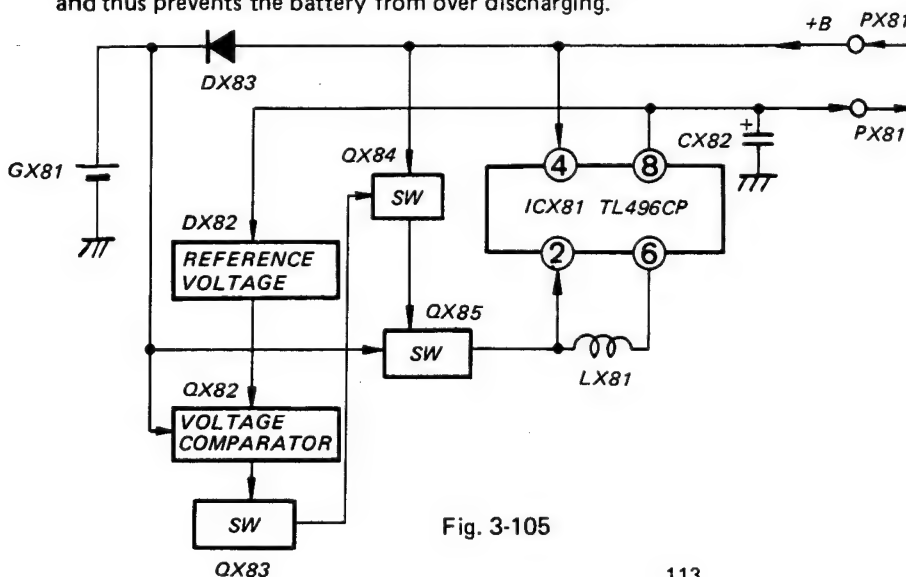 and thus prevents the battery from over discharging.
+B PX81
DX83
PX81
CX82
+
QX84
GX81
SW
4 8
ICX81 TL496CP
2 6
DX82
REFERENCE
VOLTAGE
QX85
SW
LX81
QX82
VOLTAGE
COMPARATOR
SW
Fig. 3-105
QX83
113